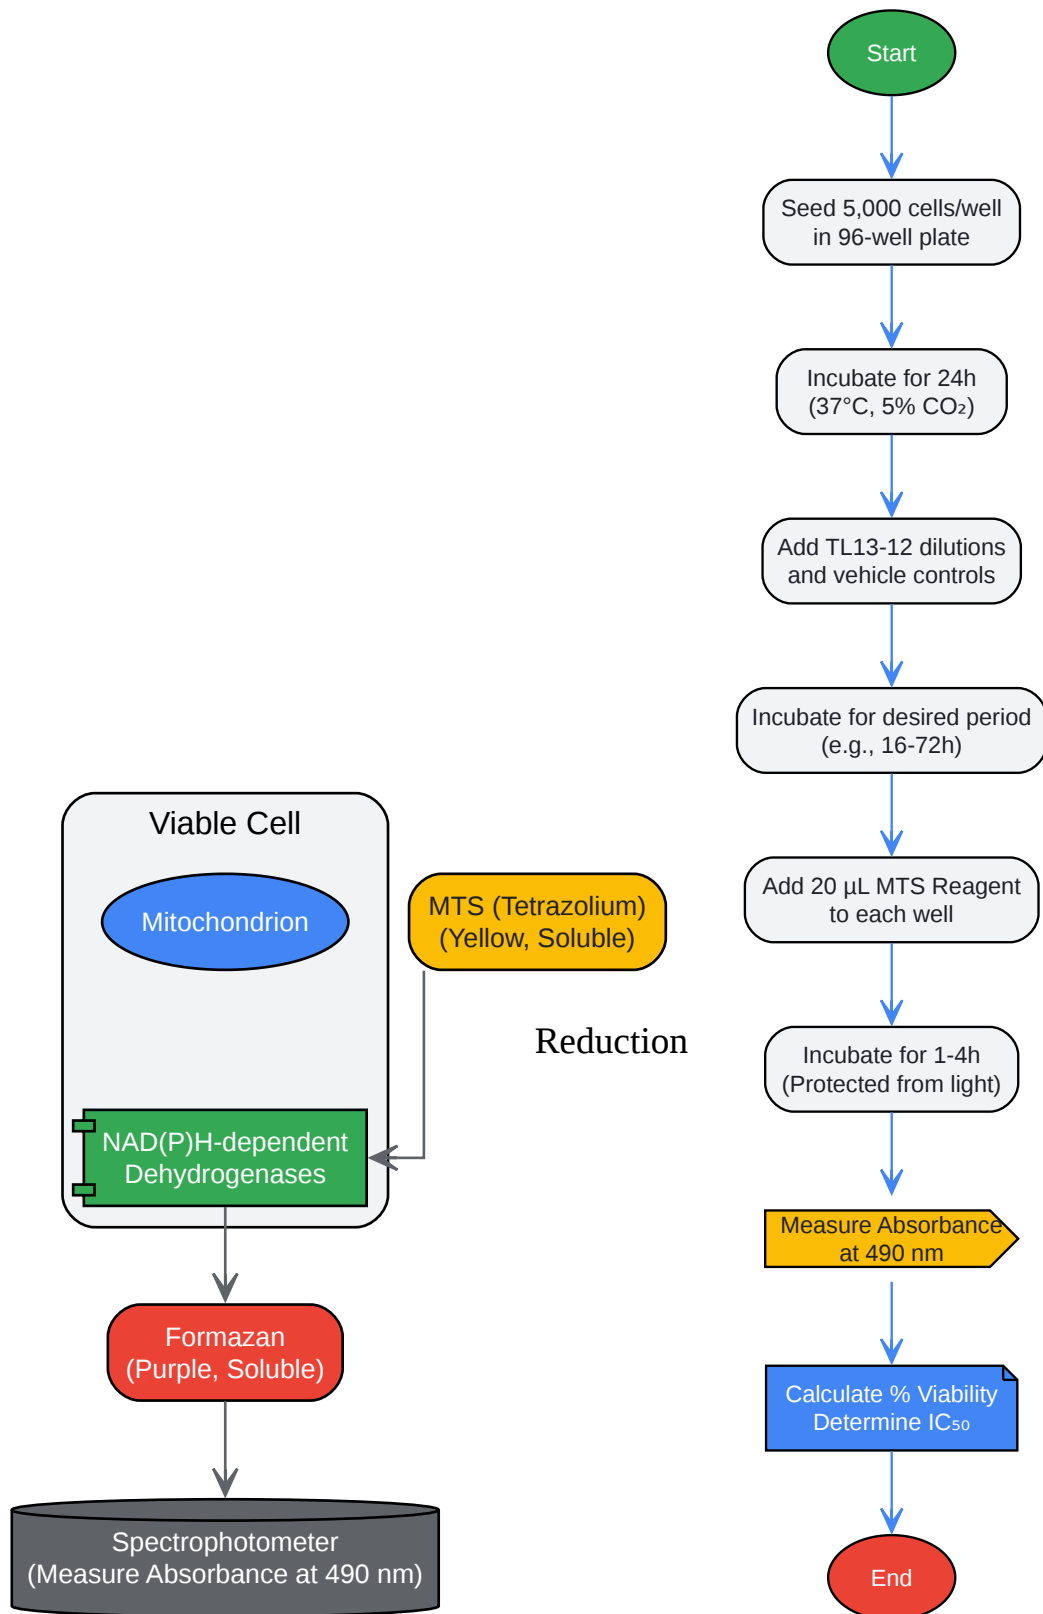 Viable Cell
Mitochondrion
MTS (Tetrazolium)
(Yellow, Soluble)
Reduction
NAD(P)H-dependent
Dehydrogenases
Formazan
(Purple, Soluble)
Spectrophotometer
(Measure Absorbance at 490 nm)
Start
Seed 5,000 cells/well
in 96-well plate
Incubate for 24h
(37°C, 5% CO₂)
Add TL13-12 dilutions
and vehicle controls
Incubate for desired period
(e.g., 16-72h)
Add 20 µL MTS Reagent
to each well
Incubate for 1-4h
(Protected from light)
Measure Absorbance
at 490 nm
Calculate % Viability
Determine IC₅₀
End